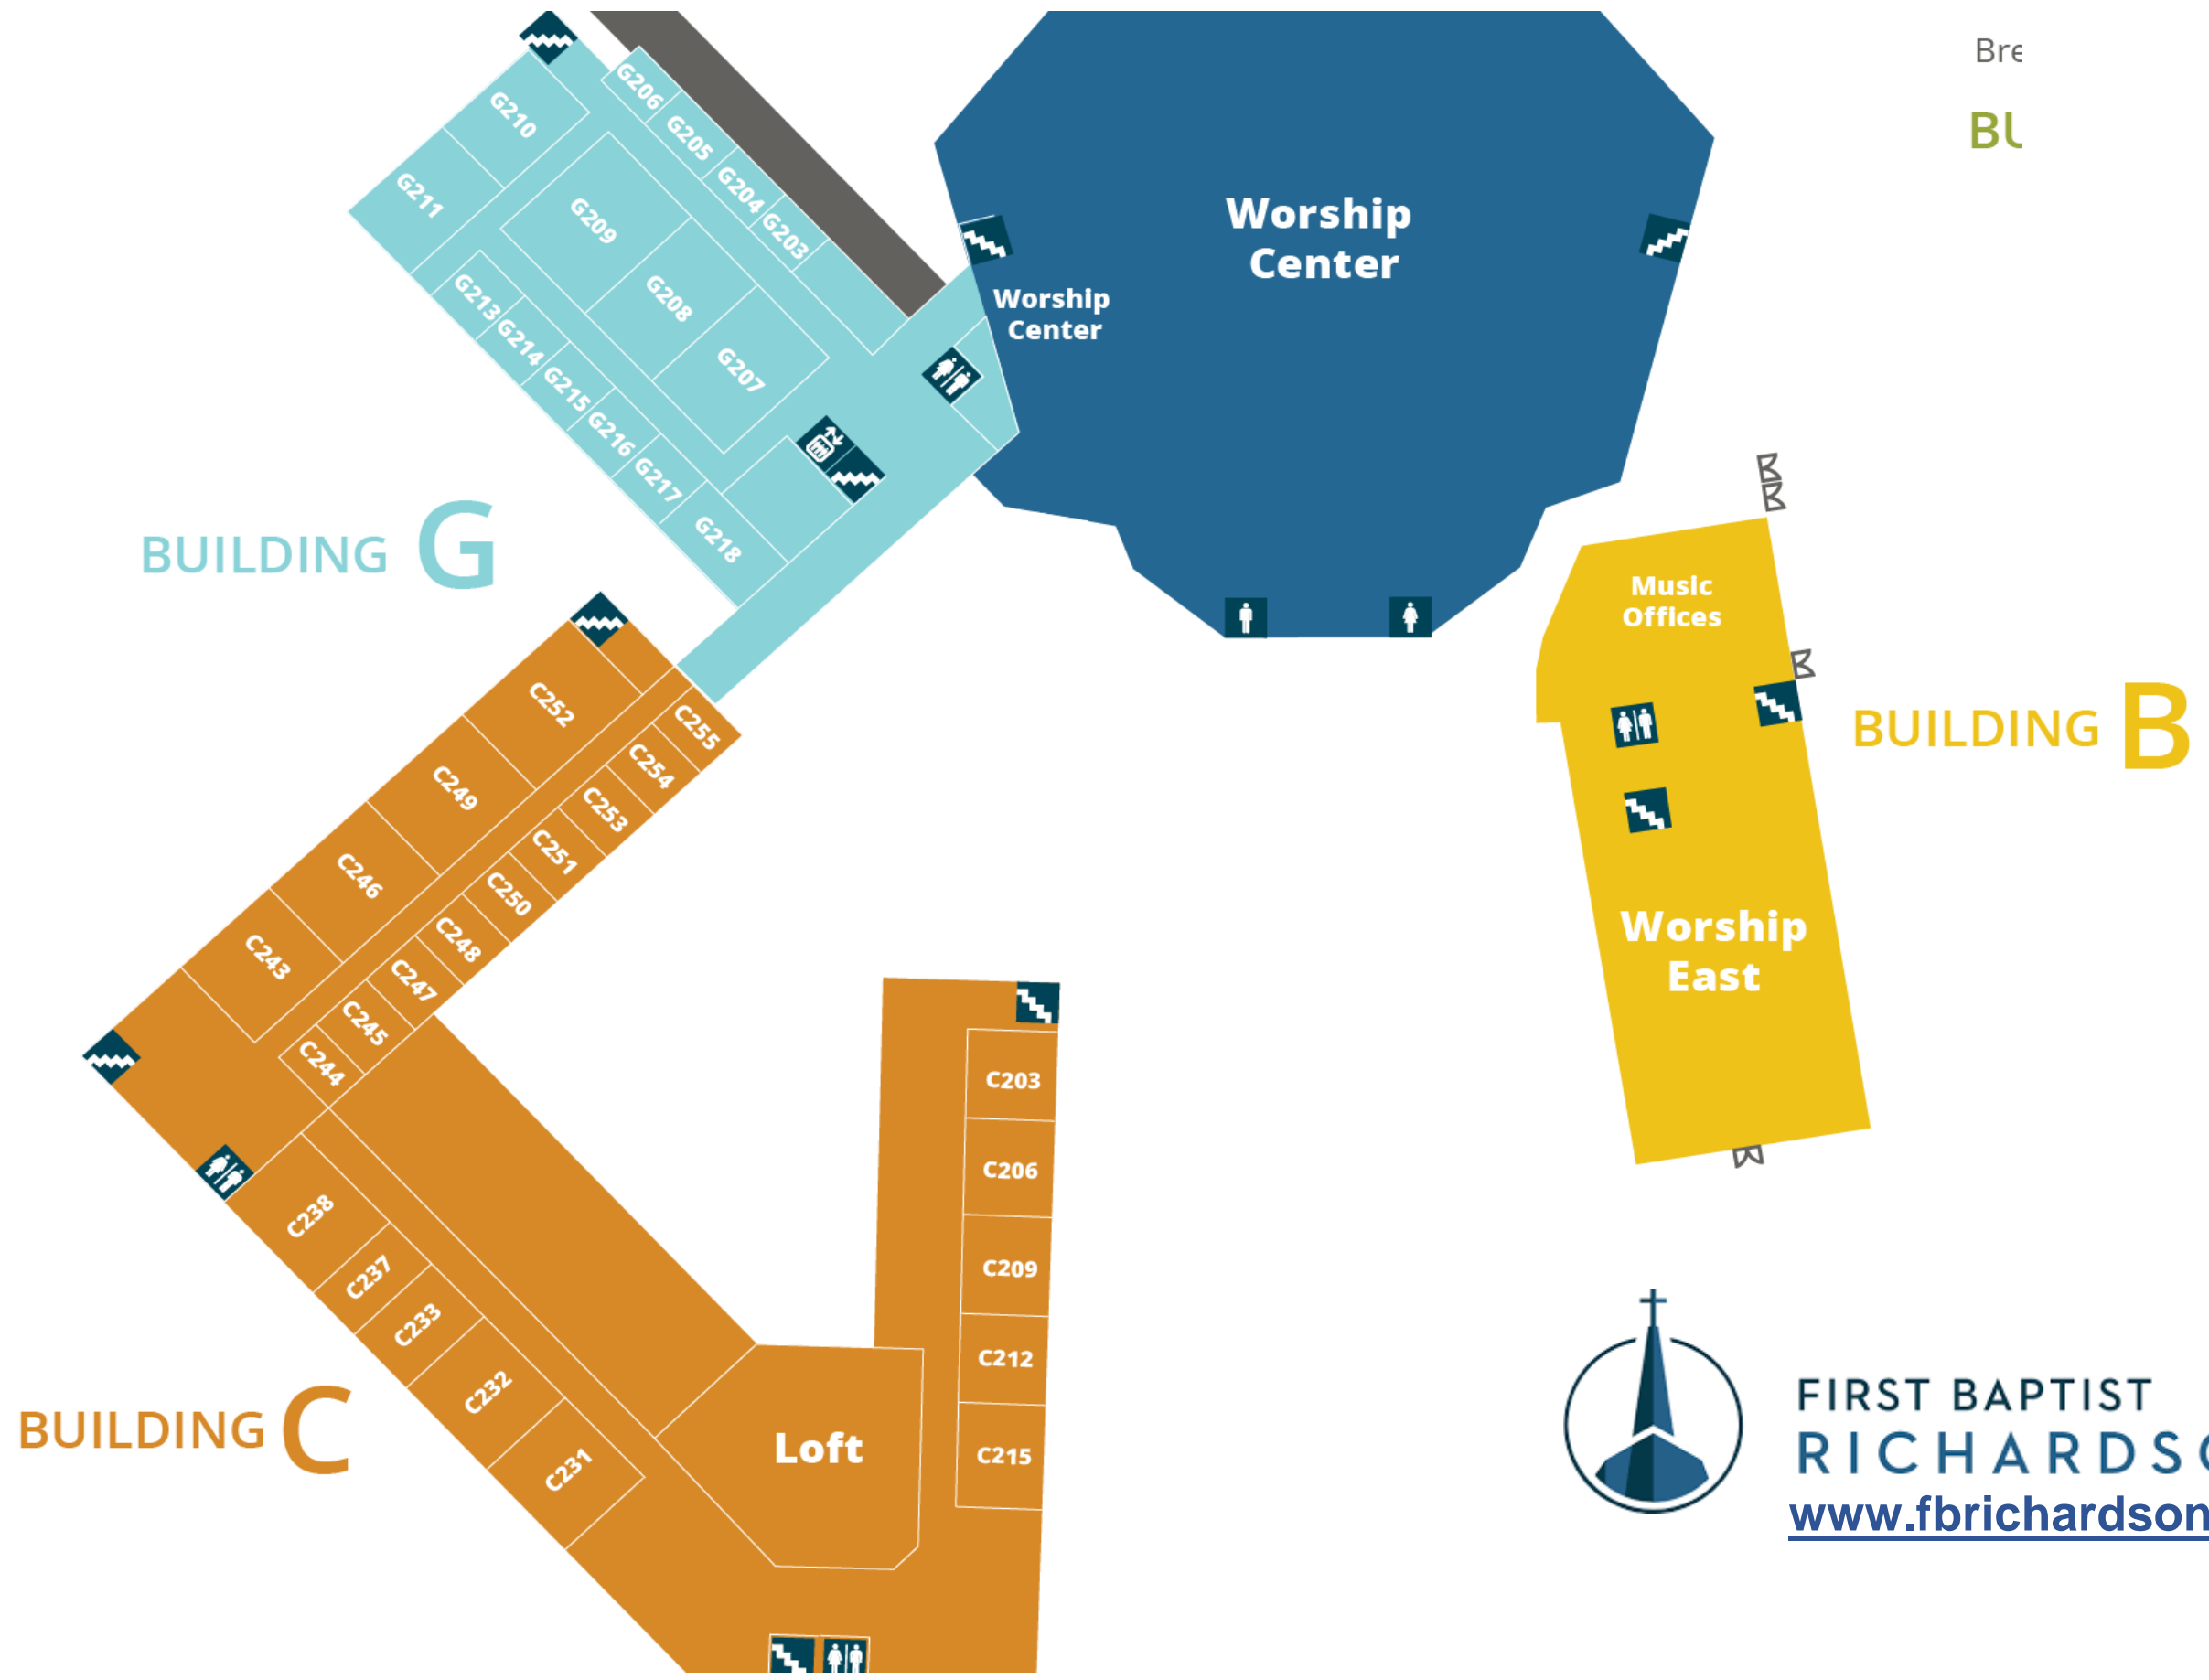 Bre
BU
G206
G205
G204
G203
G210
G211
G209
G208
G207
G213
G214
G215
G216
G217
G218
Worship
Center
Worship
Center
BUILDING G
Music
Offices
BUILDING B
Worship
East
C252
C249
C246
C243
C255
C254
C253
C251
C250
C248
C247
C245
C244
C238
C237
C233
C232
C231
C203
C206
C209
C212
C215
Loft
BUILDING C
FIRST BAPTIST
RICHARDSO
www.fbrichardson